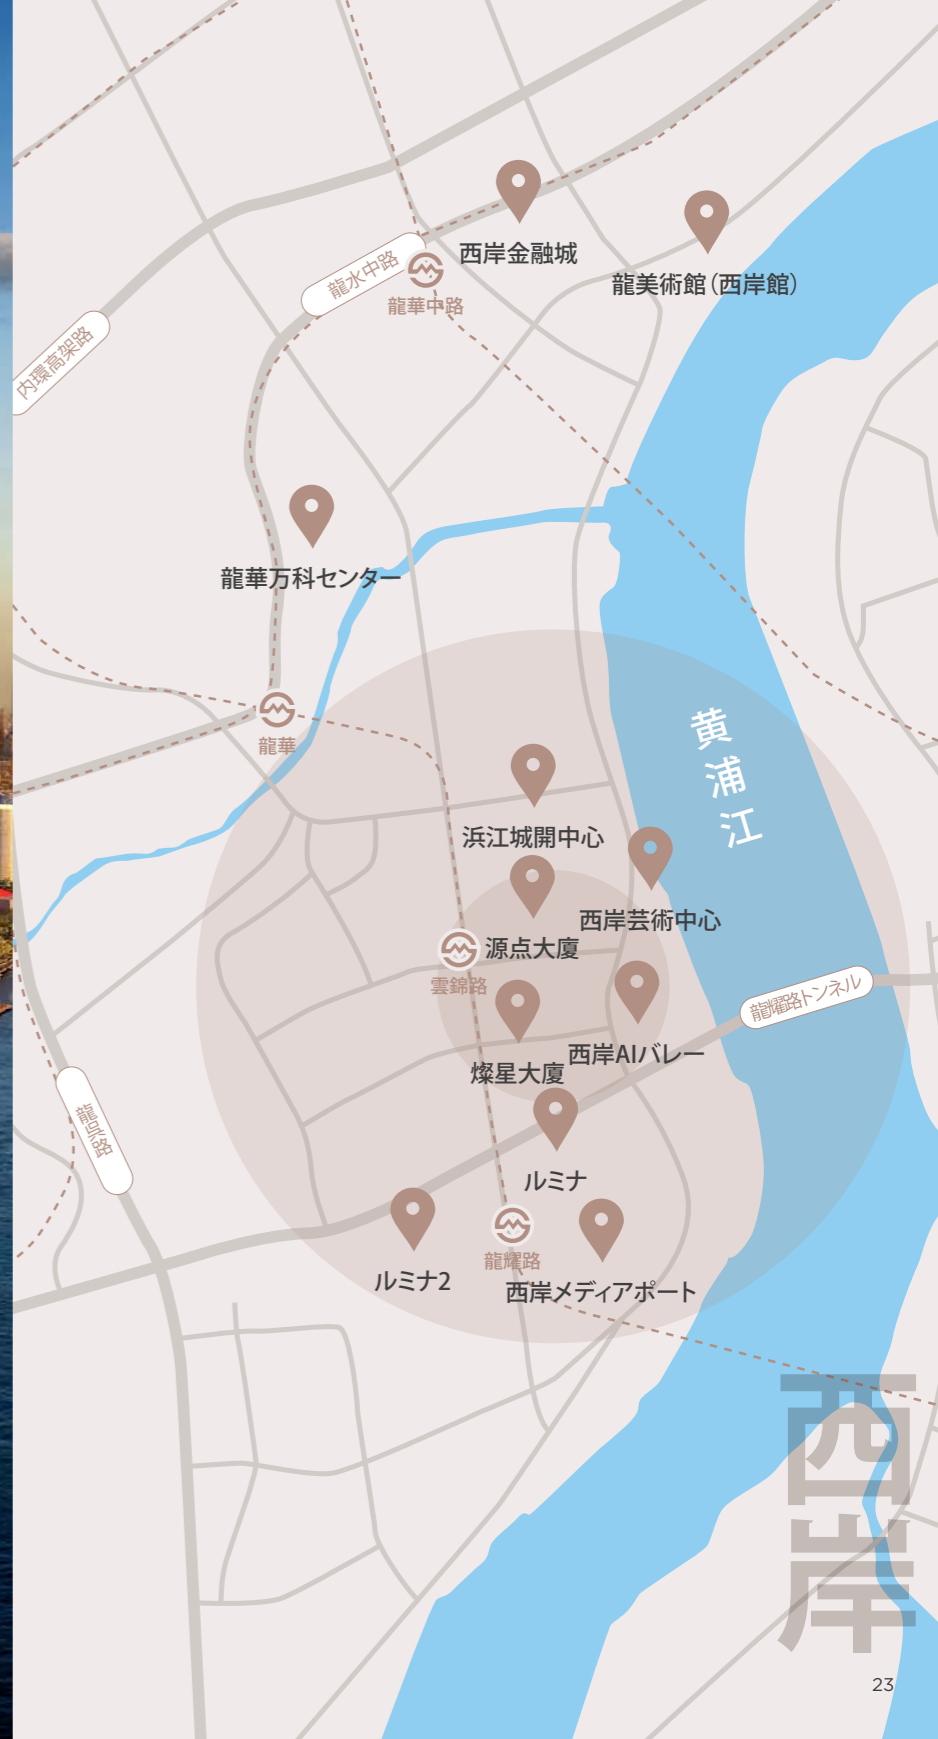 西岸金融城
龍美術館（西岸館）
龍水中路
龍華中路
内環高架路
龍華万科センター
龍華
黄浦江
浜江城開中心
西岸芸術中心
源点大廈
雲錦路
龍耀路トンネル
西岸AIバレー
燦星大廈
龍呉路
ルミナ
龍耀路
ルミナ2
西岸メディアポート
西岸
23